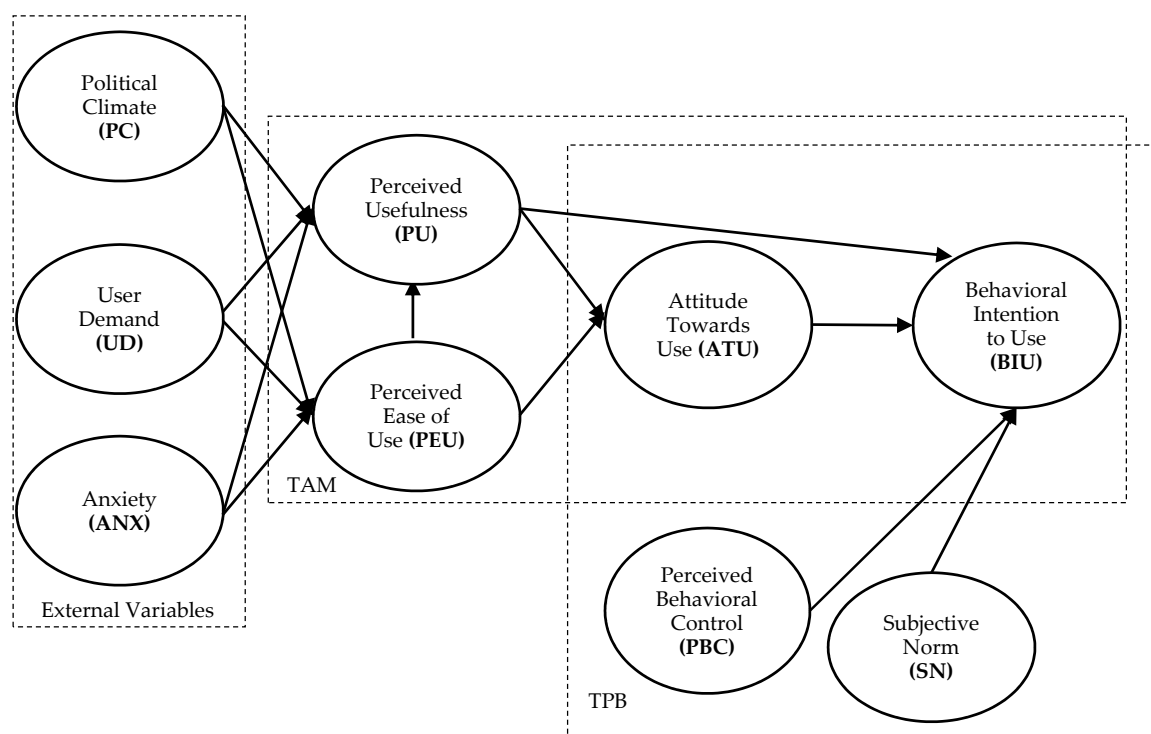 Political
Climate
(PC)
User
Demand
(UD)
Anxiety
(ANX)
External Variables
Perceived
Usefulness
(PU)
Perceived
Ease of
Use (PEU)
TAM
Attitude
Towards
Use (ATU)
Behavioral
Intention
to Use
(BIU)
Perceived
Behavioral
Control
(PBC)
Subjective
Norm
(SN)
TPB